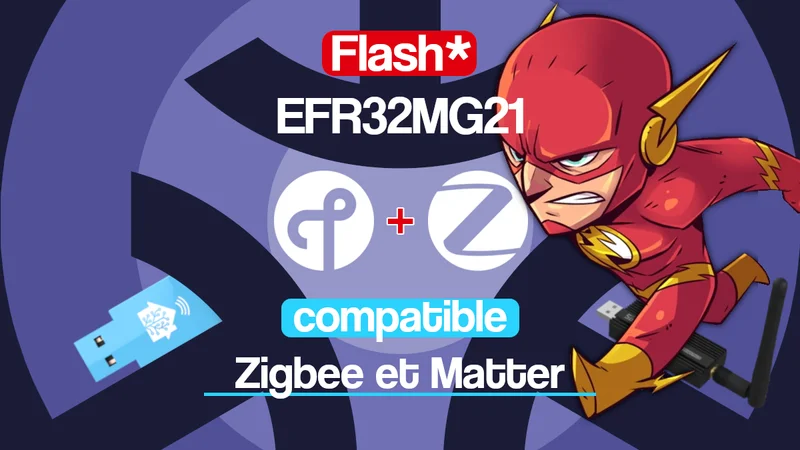 Flash*
EFR32MG21
+
compatible
Zigbee et Matter